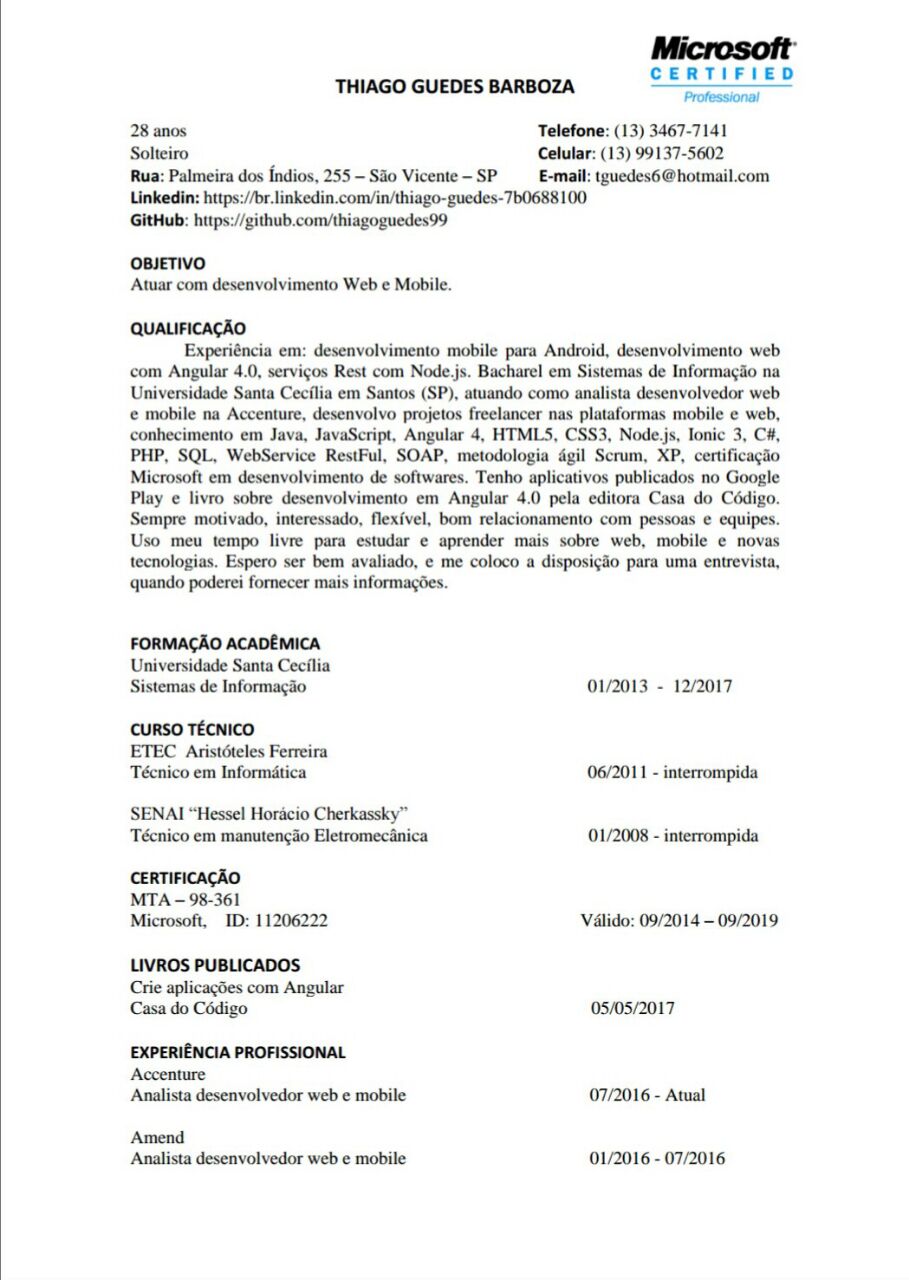 Microsoft
CERTIFIED
Professional
THIAGO GUEDES BARBOZA
28 anos
Telefone: (13) 3467-7141
Solteiro
Celular: (13) 99137-5602
Rua: Palmeira dos Índios, 255 – São Vicente – SP
E-mail: tguedes6@hotmail.com
Linkedin: https://br.linkedin.com/in/thiago-guedes-7b0688100
GitHub: https://github.com/thiagoguedes99
OBJETIVO
Atuar com desenvolvimento Web e Mobile.
QUALIFICAÇÃO
Experiência em: desenvolvimento mobile para Android, desenvolvimento web
com Angular 4.0, serviços Rest com Node.js. Bacharel em Sistemas de Informação na
Universidade Santa Cecília em Santos (SP), atuando como analista desenvolvedor web
e mobile na Accenture, desenvolvo projetos freelancer nas plataformas mobile e web,
conhecimento em Java, JavaScript, Angular 4, HTML5, CSS3, Node.js, Ionic 3, C#,
PHP, SQL, WebService RestFul, SOAP, metodologia ágil Scrum, XP, certificação
Microsoft em desenvolvimento de softwares. Tenho aplicativos publicados no Google
Play e livro sobre desenvolvimento em Angular 4.0 pela editora Casa do Código.
Sempre motivado, interessado, flexível, bom relacionamento com pessoas e equipes.
Uso meu tempo livre para estudar e aprender mais sobre web, mobile e novas
tecnologias. Espero ser bem avaliado, e me coloco a disposição para uma entrevista,
quando poderei fornecer mais informações.
FORMAÇÃO ACADÊMICA
Universidade Santa Cecília
Sistemas de Informação 01/2013 - 12/2017
CURSO TÉCNICO
ETEC Aristóteles Ferreira
Técnico em Informática 06/2011 - interrompida
SENAI “Hessel Horácio Cherkassky”
Técnico em manutenção Eletromecânica 01/2008 - interrompida
CERTIFICAÇÃO
MTA – 98-361
Microsoft, ID: 11206222 Válido: 09/2014 – 09/2019
LIVROS PUBLICADOS
Crie aplicações com Angular
Casa do Código 05/05/2017
EXPERIÊNCIA PROFISSIONAL
Accenture
Analista desenvolvedor web e mobile 07/2016 - Atual
Amend
Analista desenvolvedor web e mobile 01/2016 - 07/2016